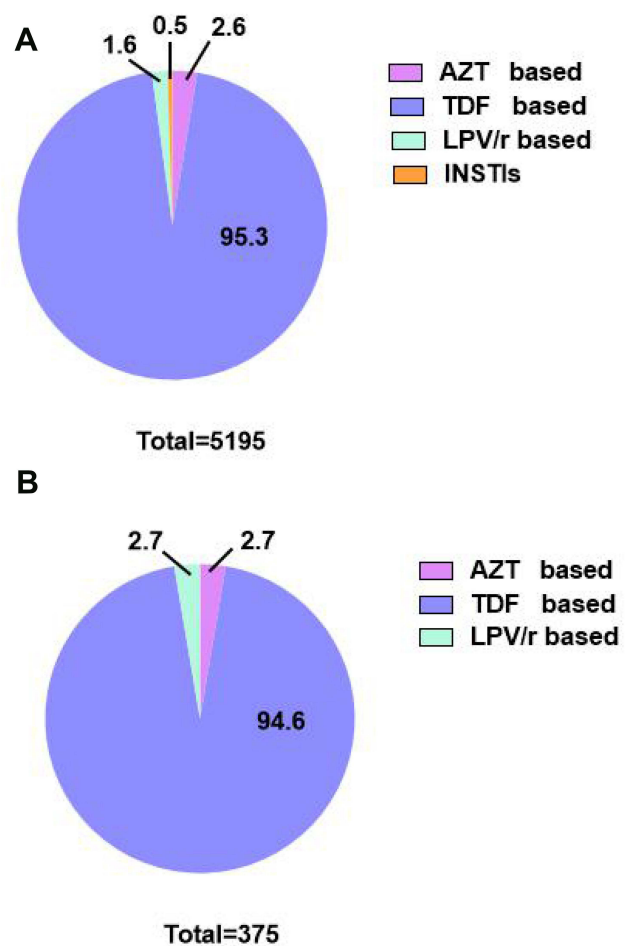 A
1.6 0.5 2.6
AZT based
TDF based
LPV/r based
INSTIs
95.3
Total=5195
B
2.7 2.7
AZT based
TDF based
LPV/r based
94.6
Total=375